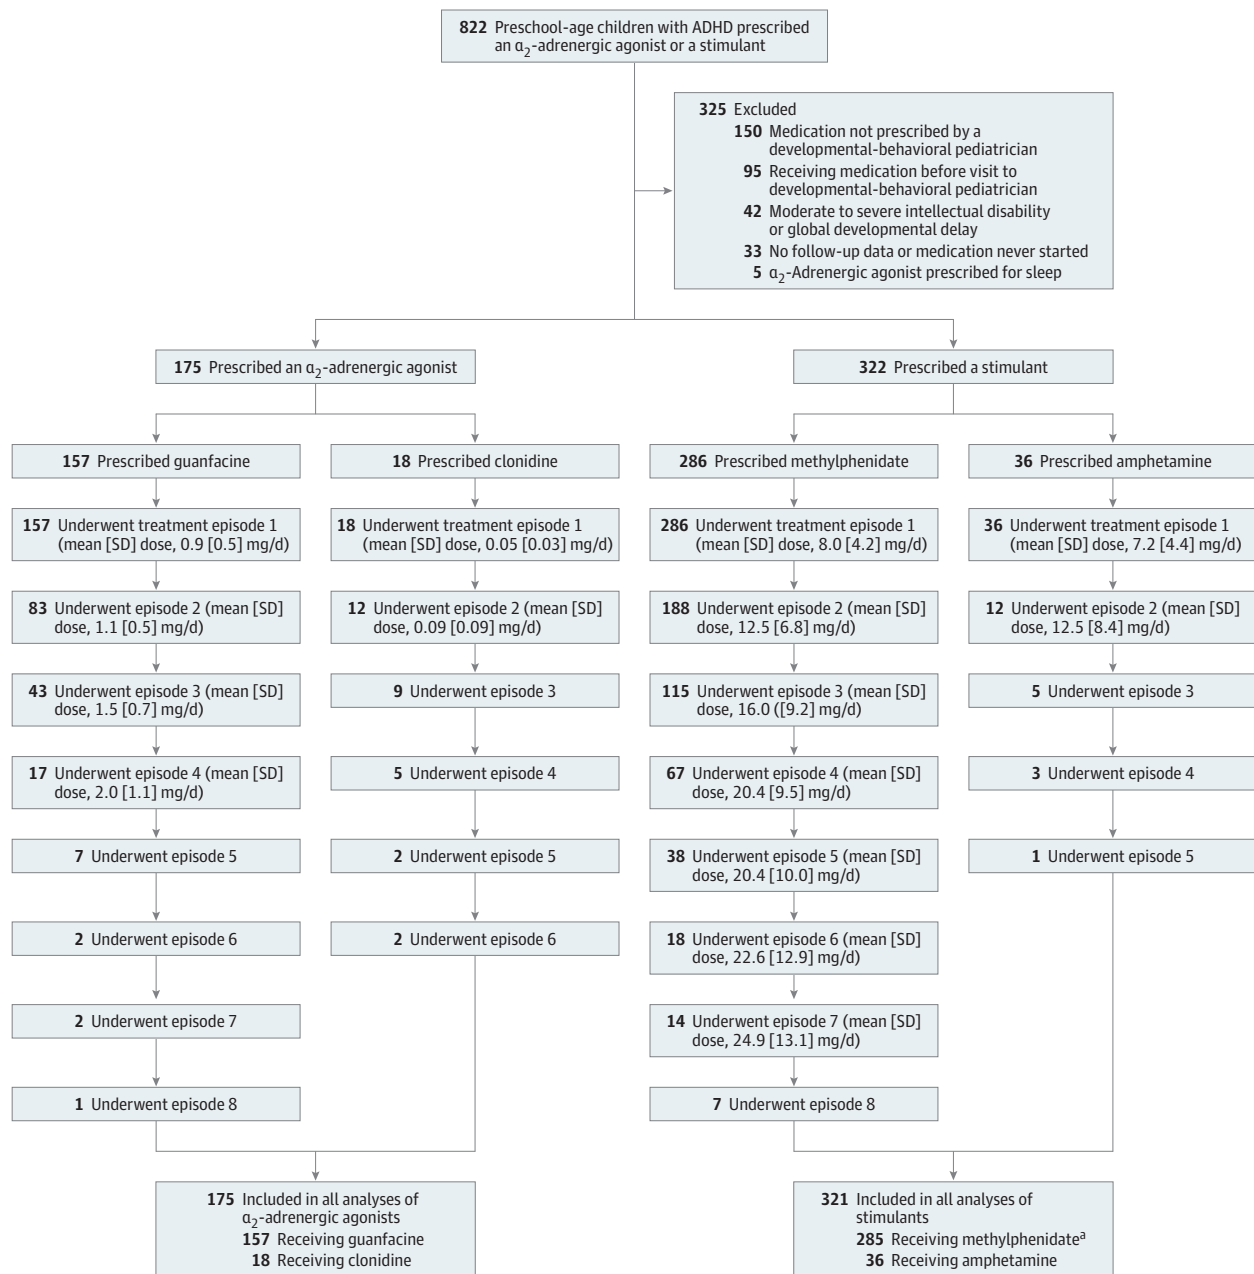 822 Preschool-age children with ADHD prescribed
an α2-adrenergic agonist or a stimulant
325 Excluded
150 Medication not prescribed by a
developmental-behavioral pediatrician
95 Receiving medication before visit to
developmental-behavioral pediatrician
42 Moderate to severe intellectual disability
or global developmental delay
33 No follow-up data or medication never started
5 α2-Adrenergic agonist prescribed for sleep
175 Prescribed an α2-adrenergic agonist
322 Prescribed a stimulant
157 Prescribed guanfacine
18 Prescribed clonidine
286 Prescribed methylphenidate
36 Prescribed amphetamine
157 Underwent treatment episode 1
(mean [SD] dose, 0.9 [0.5] mg/d)
18 Underwent treatment episode 1
(mean [SD] dose, 0.05 [0.03] mg/d)
286 Underwent treatment episode 1
(mean [SD] dose, 8.0 [4.2] mg/d)
36 Underwent treatment episode 1
(mean [SD] dose, 7.2 [4.4] mg/d)
83 Underwent episode 2 (mean [SD]
dose, 1.1 [0.5] mg/d)
12 Underwent episode 2 (mean [SD]
dose, 0.09 [0.09] mg/d)
188 Underwent episode 2 (mean [SD]
dose, 12.5 [6.8] mg/d)
12 Underwent episode 2 (mean [SD]
dose, 12.5 [8.4] mg/d)
43 Underwent episode 3 (mean [SD]
dose, 1.5 [0.7] mg/d)
9 Underwent episode 3
115 Underwent episode 3 (mean [SD]
dose, 16.0 ([9.2] mg/d)
5 Underwent episode 3
17 Underwent episode 4 (mean [SD]
dose, 2.0 [1.1] mg/d)
5 Underwent episode 4
67 Underwent episode 4 (mean [SD]
dose, 20.4 [9.5] mg/d)
3 Underwent episode 4
7 Underwent episode 5
2 Underwent episode 5
38 Underwent episode 5 (mean [SD]
dose, 20.4 [10.0] mg/d)
1 Underwent episode 5
2 Underwent episode 6
2 Underwent episode 6
18 Underwent episode 6 (mean [SD]
dose, 22.6 [12.9] mg/d)
2 Underwent episode 7
14 Underwent episode 7 (mean [SD]
dose, 24.9 [13.1] mg/d)
1 Underwent episode 8
7 Underwent episode 8
175 Included in all analyses of
α2-adrenergic agonists
157 Receiving guanfacine
18 Receiving clonidine
321 Included in all analyses of
stimulants
285 Receiving methylphenidate^a
36 Receiving amphetamine